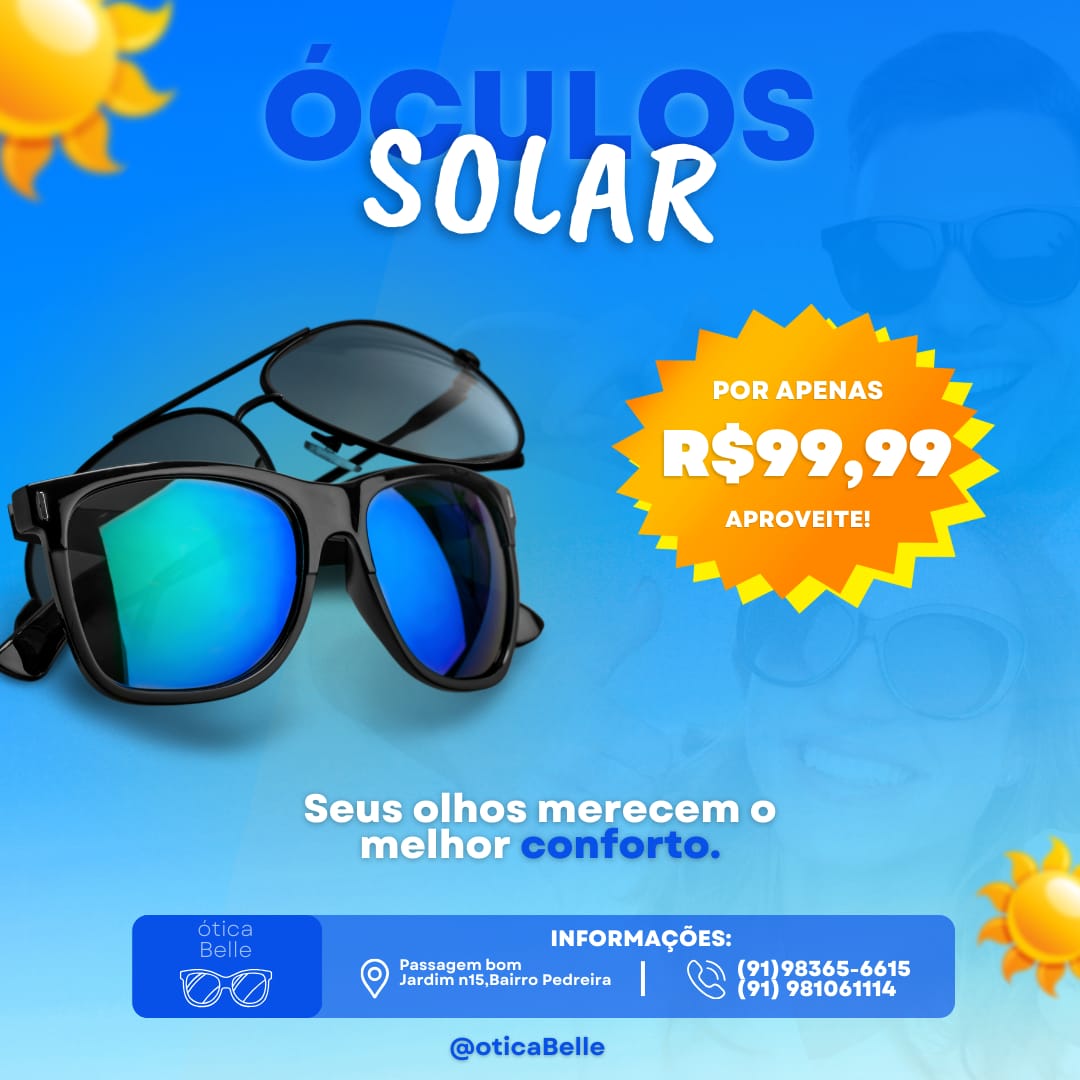 ÓCULOS
SOLAR
POR APENAS
R$99,99
APROVEITE!
Seus olhos merecem o
melhor conforto.
ótica
Belle
INFORMAÇÕES:
Passagem bom
Jardim n15,Bairro Pedreira
(91)98365-6615
(91) 981061114
@oticaBelle